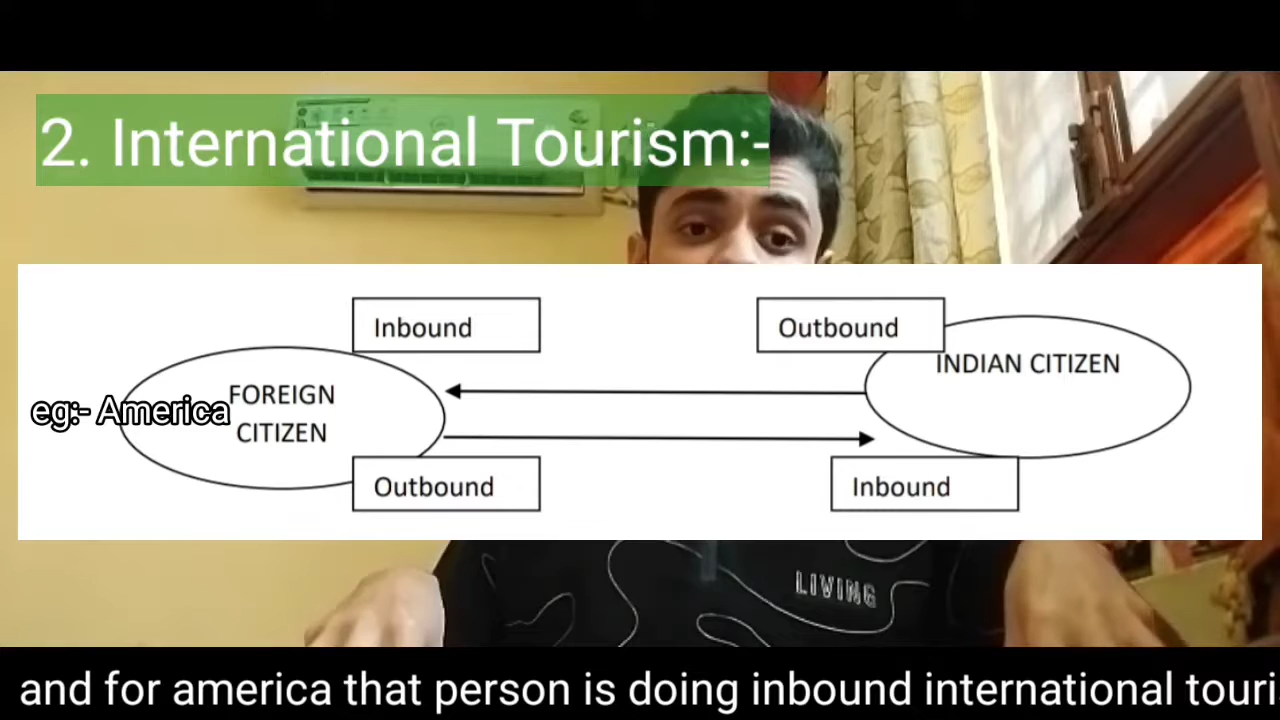 2. International Tourism:-
Inbound
Outbound
INDIAN CITIZEN
eg:- America
FOREIGN
CITIZEN
Outbound
Inbound
LIVING
and for america that person is doing inbound international touri